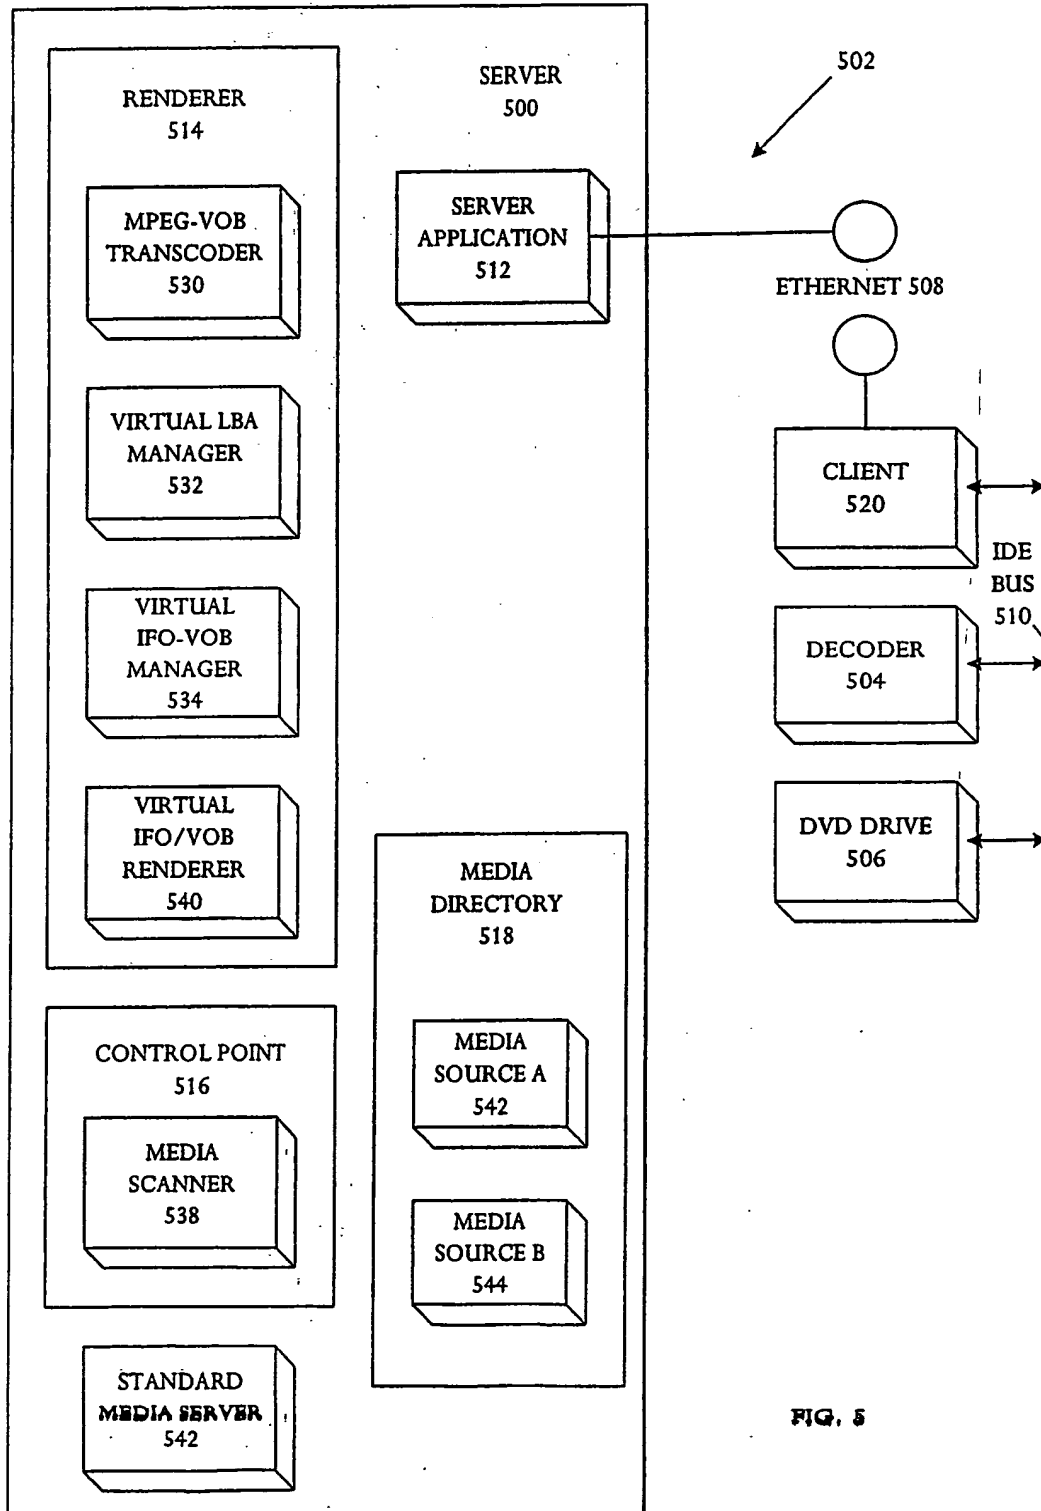 RENDERER
514
MPEG-VOB
TRANSCODER
530
VIRTUAL LBA
MANAGER
532
VIRTUAL
IFO-VOB
MANAGER
534
VIRTUAL
IFO/VOB
RENDERER
540
CONTROL POINT
516
MEDIA
SCANNER
538
STANDARD
MEDIA SERVER
542
SERVER
500
SERVER
APPLICATION
512
MEDIA
DIRECTORY
518
MEDIA
SOURCE A
542
MEDIA
SOURCE B
544
502
ETHERNET 508
CLIENT
520
IDE
BUS
510
DECODER
504
DVD DRIVE
506
FIG. 5